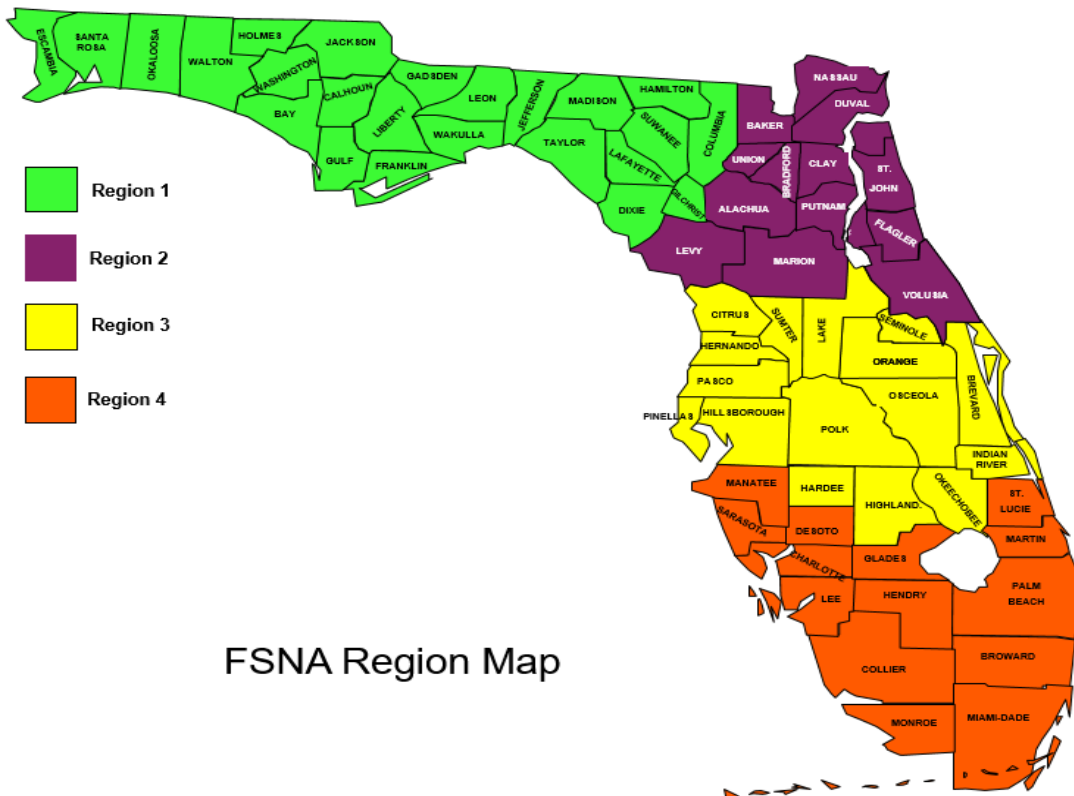 ESCAMBIA
SANTA
ROSA
OKALOOSA
WALTON
HOLMES
WASHINGTON
JACKSON
BAY
CALHOUN
GULF
LIBERTY
GADSDEN
FRANKLIN
LEON
WAKULLA
JEFFERSON
MADISON
TAYLOR
HAMILTON
SUWANEE
LAFAYETTE
DIXIE
GILCHRIST
COLUMBIA
NASSAU
DUVAL
BAKER
UNION
BRADFORD
CLAY
ST.
JOHN
ALACHUA
PUTNAM
FLAGLER
LEVY
MARION
VOLUSIA
Region 1
Region 2
Region 3
Region 4
CITRUS
SUMTER
LAKE
SEMINOLE
HERNANDO
ORANGE
PASCO
OSCEOLA
BREVARD
PINELLAS
HILLSBOROUGH
POLK
INDIAN
RIVER
MANATEE
HARDEE
HIGHLAND.
OKEECHOBEE
ST.
LUCIE
SARASOTA
DESOTO
MARTIN
CHARLOTTE
GLADES
LEE
HENDRY
PALM
BEACH
COLLIER
BROWARD
MONROE
MIAMI-DADE
FSNA Region Map